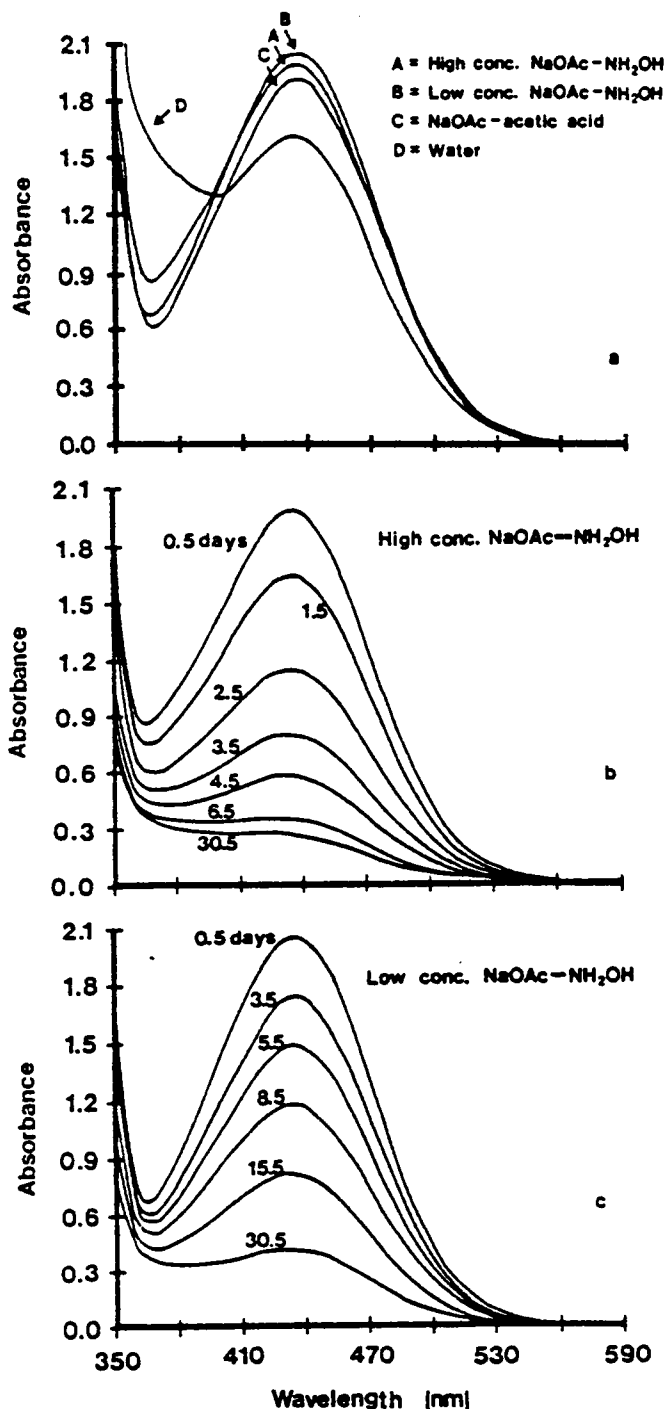 B
A
C
D
A = High conc. NaOAc-NH2OH
B = Low conc. NaOAc-NH2OH
C = NaOAc-acetic acid
D = Water
2.1
1.8
1.5
1.2
0.9
0.6
0.3
0.0
Absorbance
a
2.1
1.8
1.5
1.2
0.9
0.6
0.3
0.0
Absorbance
0.5 days
High conc. NaOAc—NH2OH
1.5
2.5
3.5
4.5
6.5
30.5
b
2.1
1.8
1.5
1.2
0.9
0.6
0.3
0.0
Absorbance
0.5 days
Low conc. NaOAc—NH2OH
3.5
5.5
8.5
15.5
30.5
c
350 410 470 530 590
Wavelength [nm]